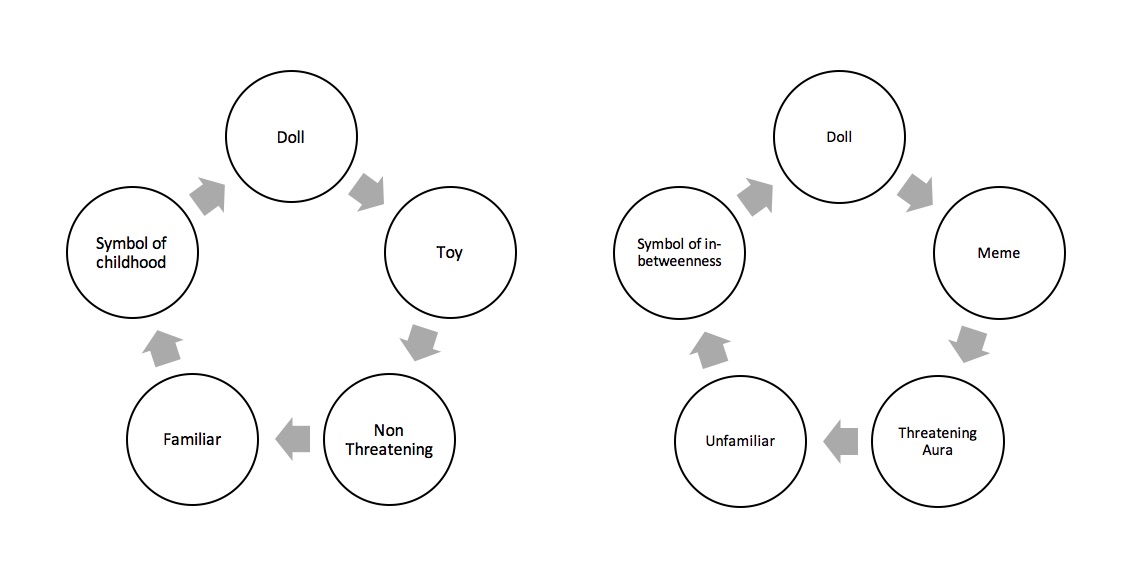 Doll
Toy
Non
Threatening
Familiar
Symbol of
childhood
Doll
Meme
Threatening
Aura
Unfamiliar
Symbol of in-
betweenness